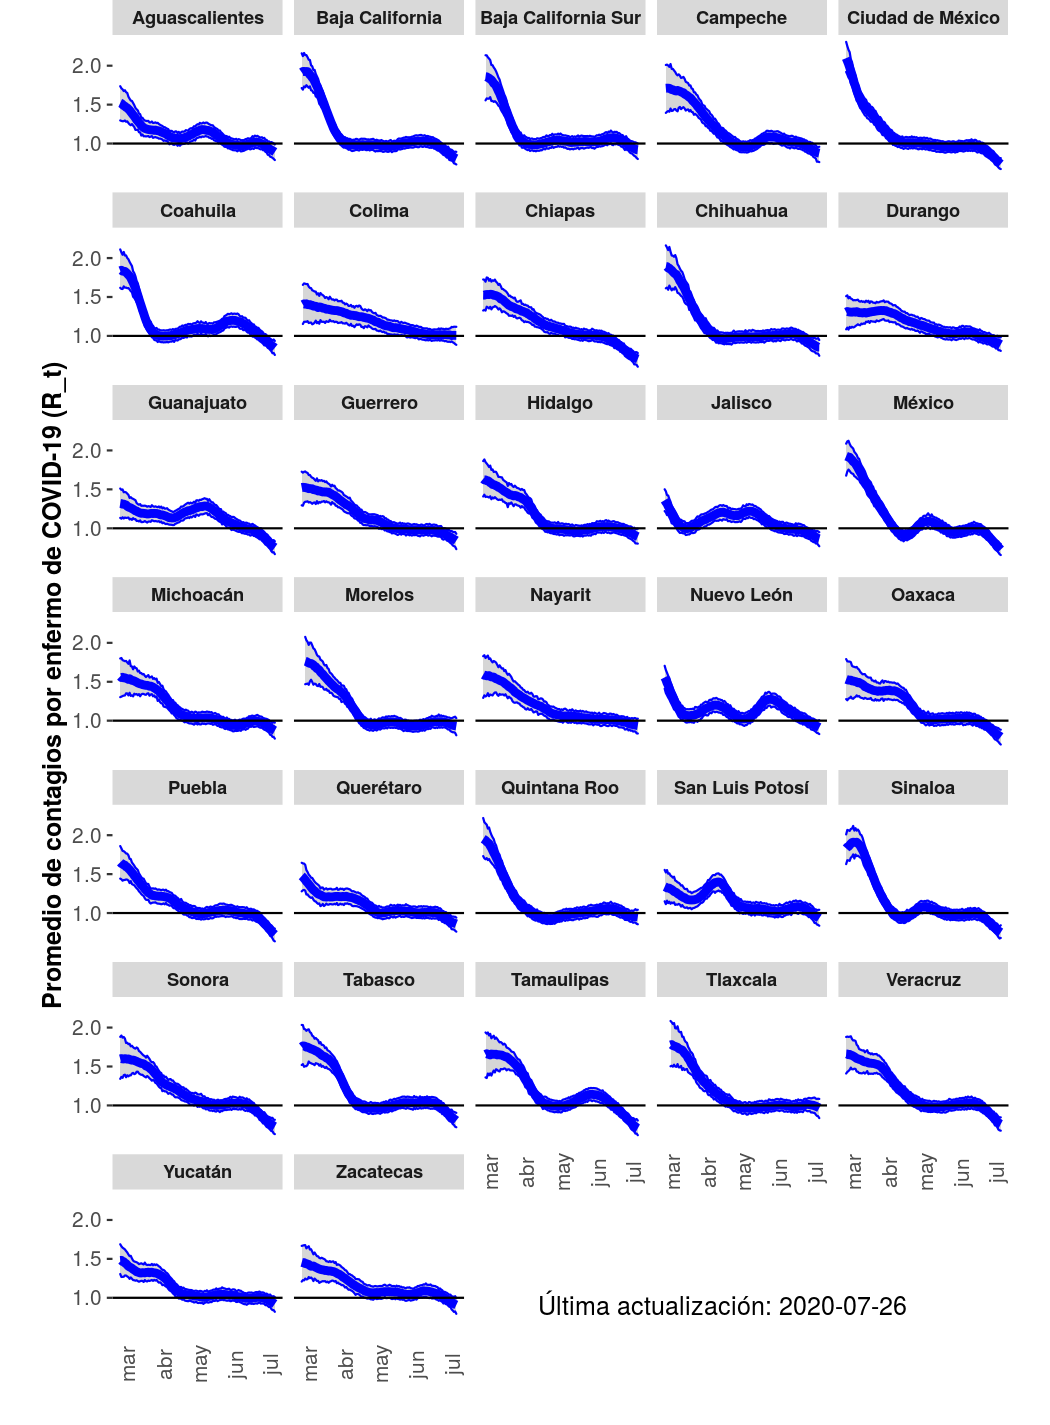 Aguascalientes
Baja California
Baja California Sur
Campeche
Ciudad de México
2.0
1.5
1.0
Coahuila
Colima
Chiapas
Chihuahua
Durango
2.0
1.5
1.0
Guanajuato
Guerrero
Hidalgo
Jalisco
México
2.0
1.5
1.0
Promedio de contagios por enfermo de COVID-19 (R_t)
Michoacán
Morelos
Nayarit
Nuevo León
Oaxaca
2.0
1.5
1.0
Puebla
Querétaro
Quintana Roo
San Luis Potosí
Sinaloa
2.0
1.5
1.0
Sonora
Tabasco
Tamaulipas
Tlaxcala
Veracruz
2.0
1.5
1.0
mar abr may jun jul
mar abr may jun jul
mar abr may jun jul
Yucatán
Zacatecas
2.0
1.5
1.0
mar abr may jun jul
mar abr may jun jul
Última actualización: 2020-07-26